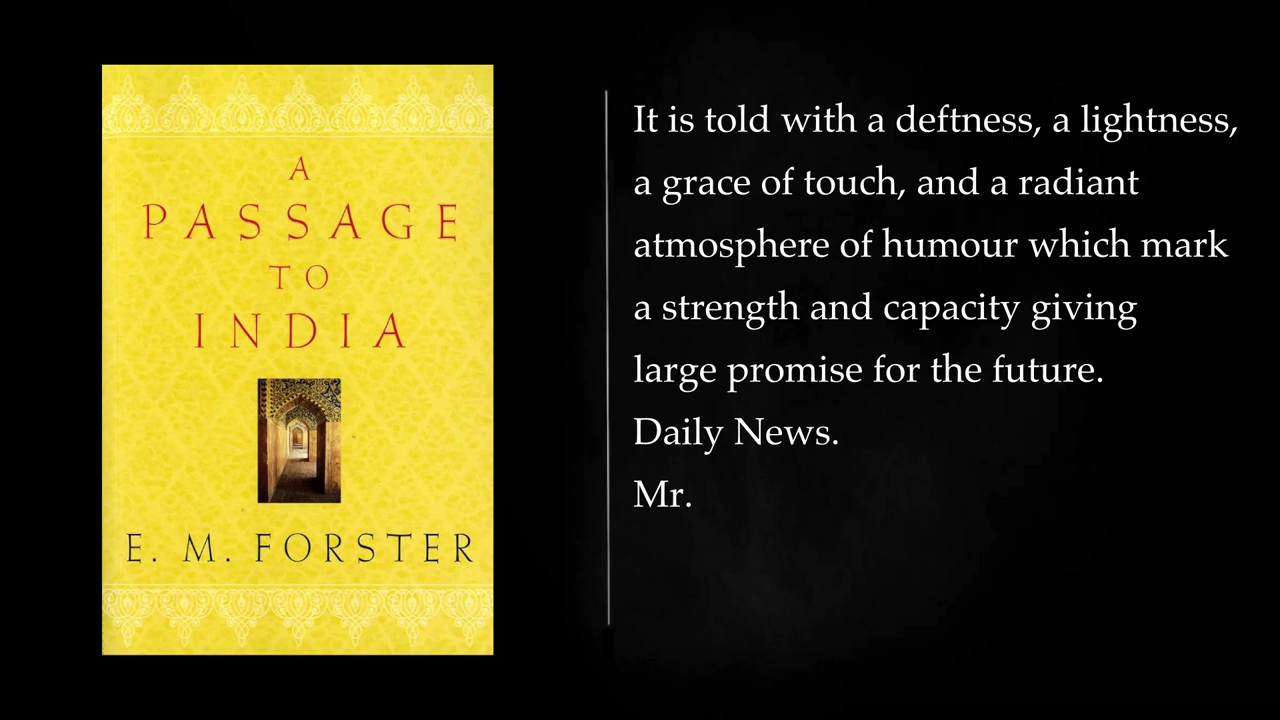 A
PASSAGE
TO
INDIA
E. M. FORSTER
It is told with a deftness, a lightness,
a grace of touch, and a radiant
atmosphere of humour which mark
a strength and capacity giving
large promise for the future.
Daily News.
Mr.